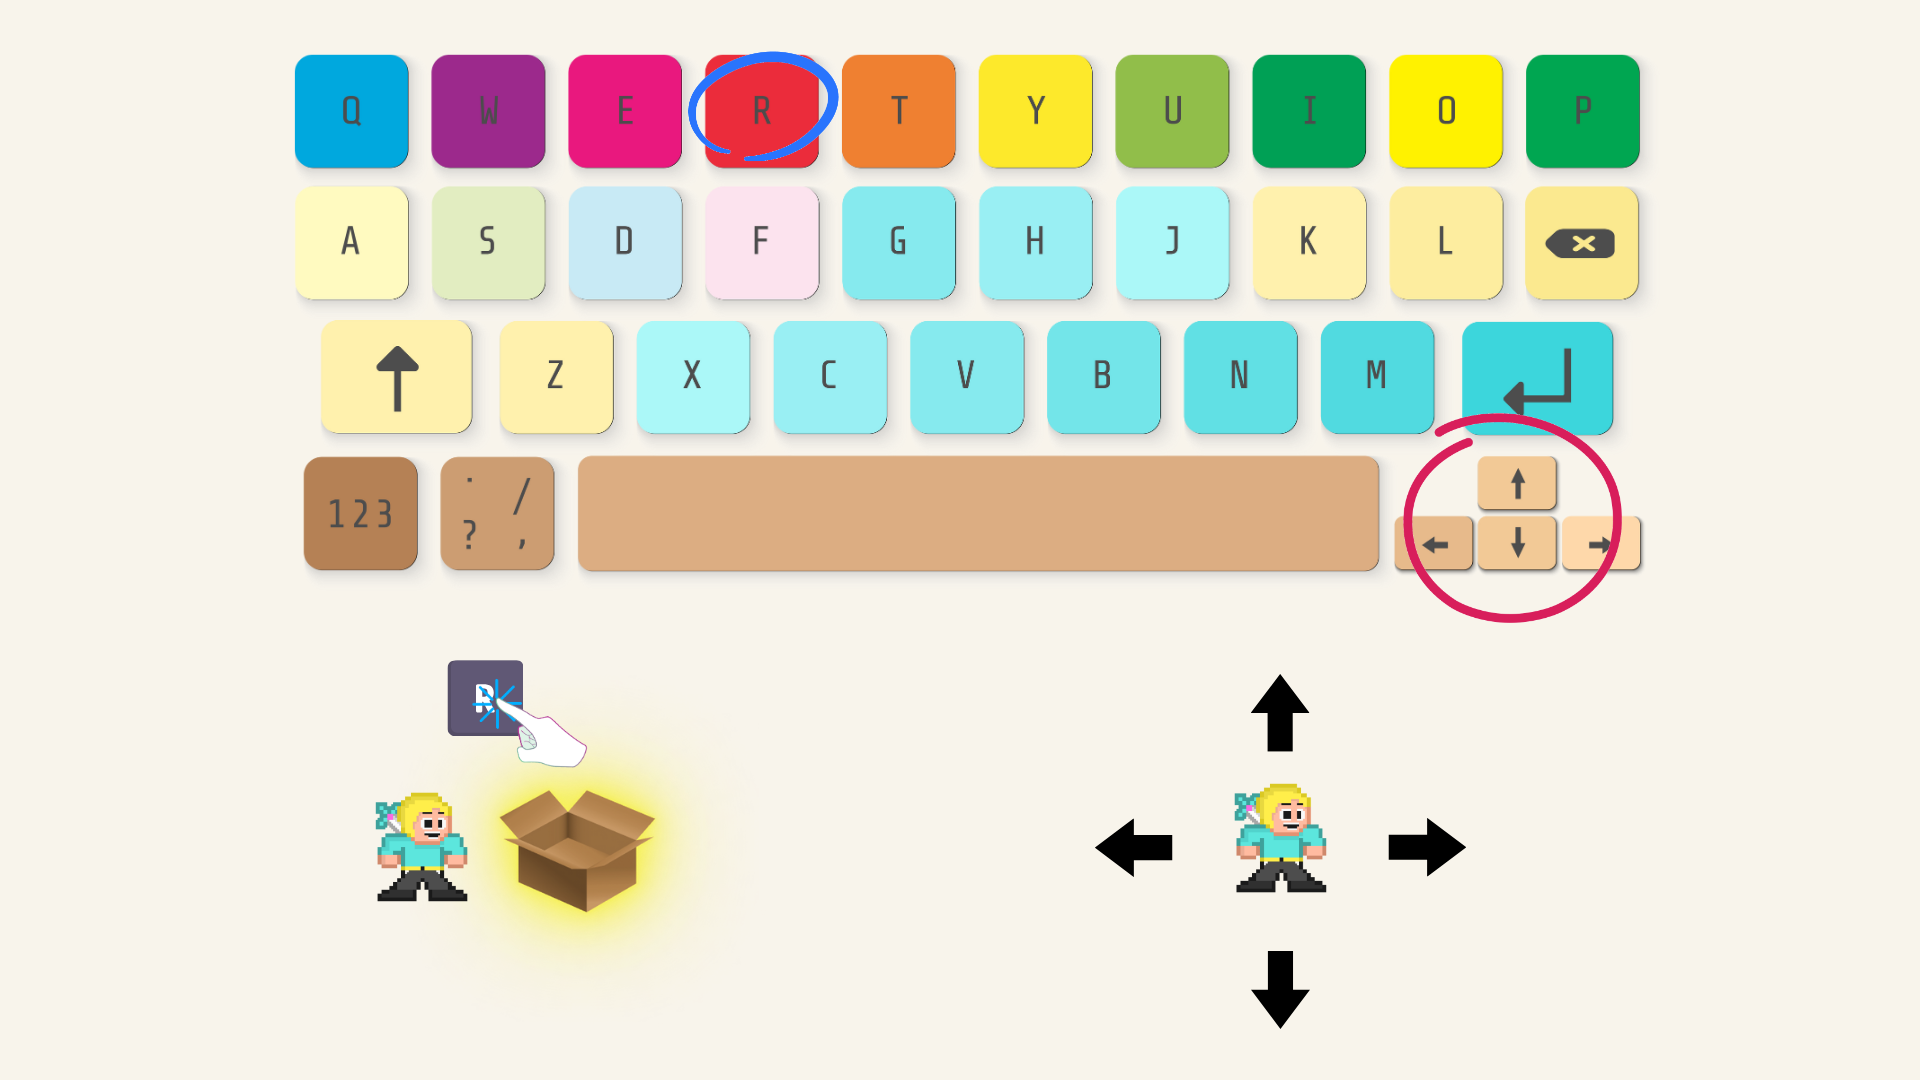 Q W E R T Y U I O P
A S D F G H J K L
Z X C V B N M
123 . / ? ,
R